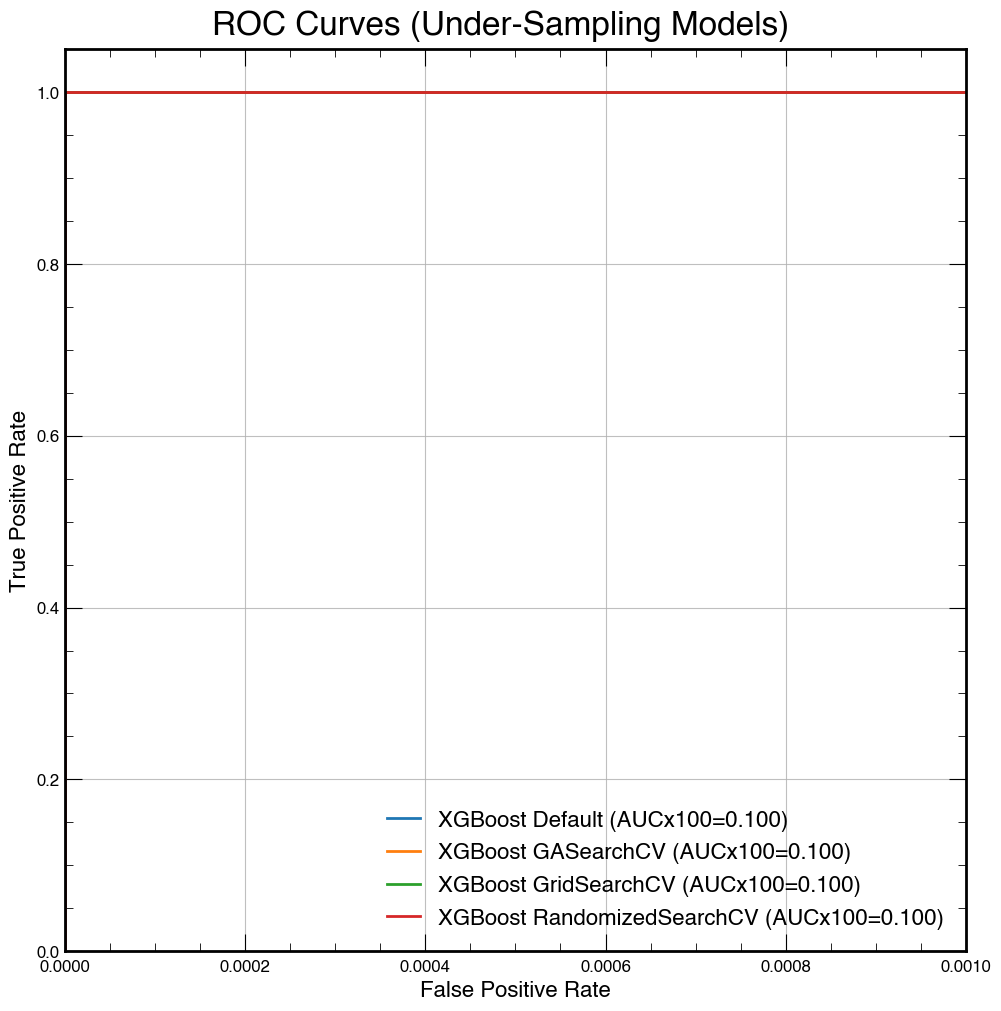 ROC Curves (Under-Sampling Models)
1.0
0.8
0.6
0.4
0.2
0.0
True Positive Rate
XGBoost Default (AUCx100=0.100)
XGBoost GASearchCV (AUCx100=0.100)
XGBoost GridSearchCV (AUCx100=0.100)
XGBoost RandomizedSearchCV (AUCx100=0.100)
0.0000 0.0002 0.0004 0.0006 0.0008 0.0010
False Positive Rate